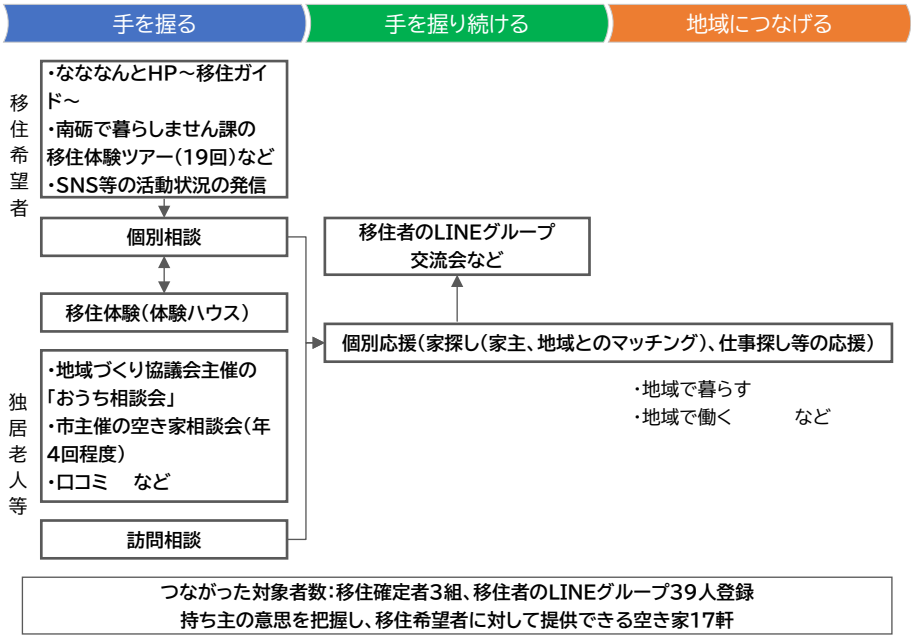 手を握る
手を握り続ける
地域につなげる
移住希望者
・なななんとHP～移住ガイ
ド～
・南砺で暮らしません課の
移住体験ツアー(19回)など
・SNS等の活動状況の発信
個別相談
移住体験(体験ハウス)
移住者のLINEグループ
交流会など
個別応援(家探し(家主、地域とのマッチング)、仕事探し等の応援)
・地域で暮らす
・地域で働く　　　など
独居老人等
・地域づくり協議会主催の
「おうち相談会」
・市主催の空き家相談会(年
4回程度)
・口コミ　など
訪問相談
つながった対象者数:移住確定者3組、移住者のLINEグループ39人登録
持ち主の意思を把握し、移住希望者に対して提供できる空き家17軒